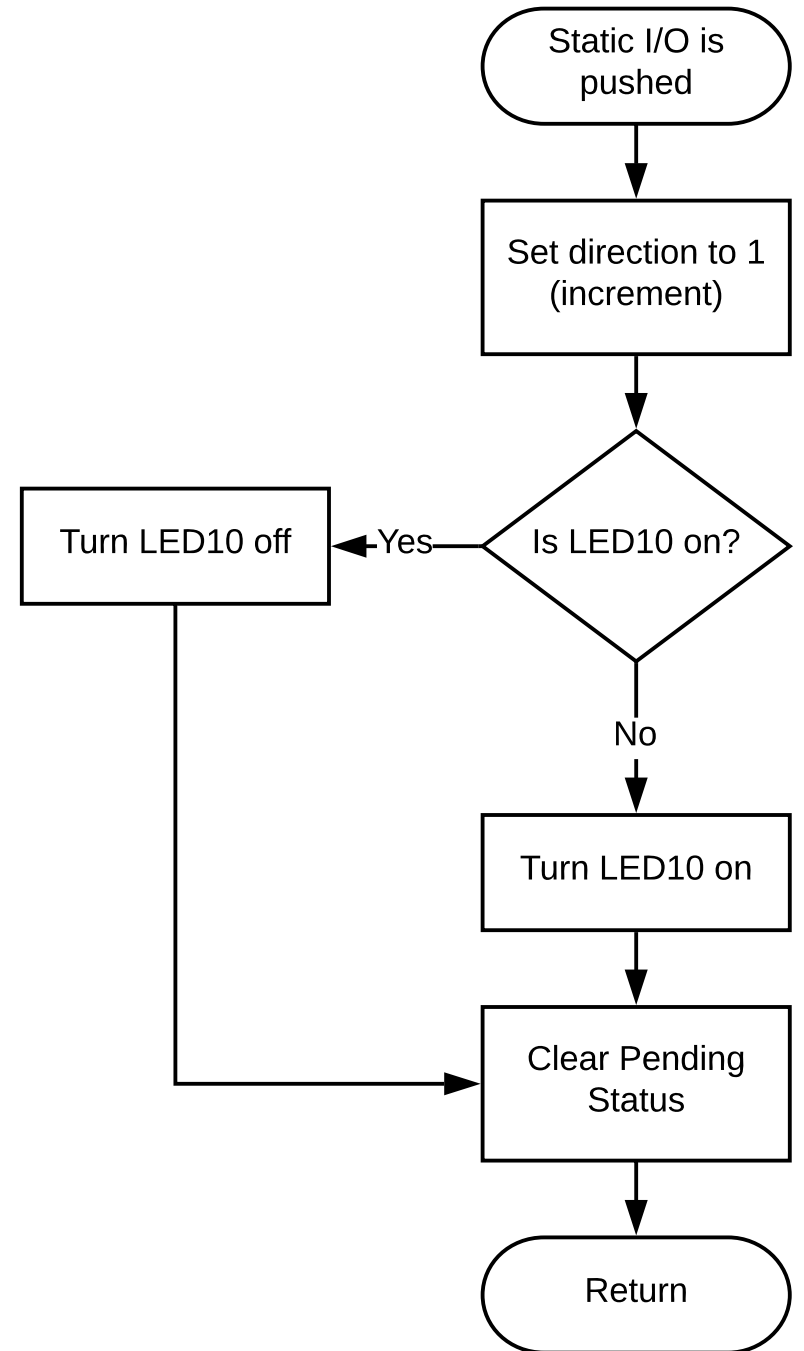 Static I/O is
pushed
Set direction to 1
(increment)
Is LED10 on?
Yes
Turn LED10 off
No
Turn LED10 on
Clear Pending
Status
Return